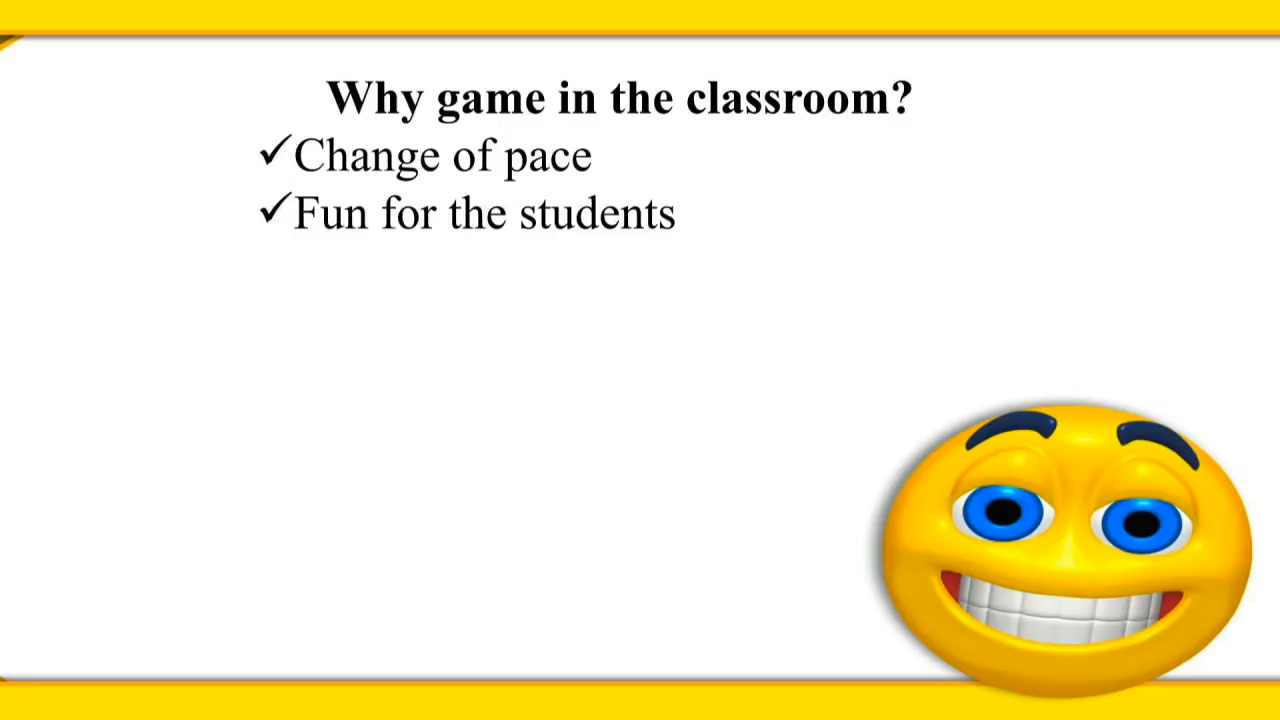 Why game in the classroom?
✓Change of pace
✓Fun for the students